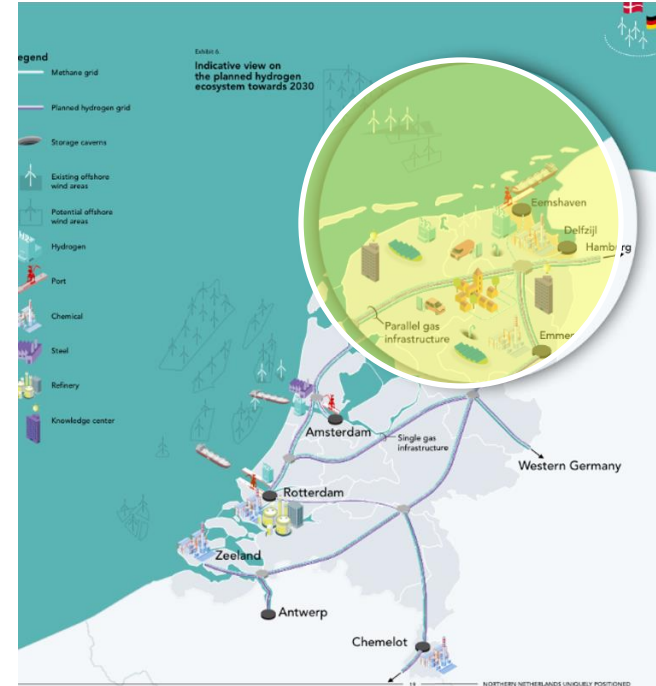 egend
Methane grid
Planned hydrogen grid
Storage caverns
Existing offshore
wind areas
Potential offshore
wind areas
Hydrogen
Port
Chemical
Steel
Refinery
Knowledge center
Exhibit 6.
Indicative view on
the planned hydrogen
ecosystem towards 2030
Eemshaven
Delfzijl
Hamburg
Parallel gas
infrastructure
Emme
Amsterdam
Single gas
infrastructure
Western Germany
Rotterdam
Zeeland
Antwerp
Chemelot
18
NORTHERN NETHERLANDS UNIQUELY POSITIONED